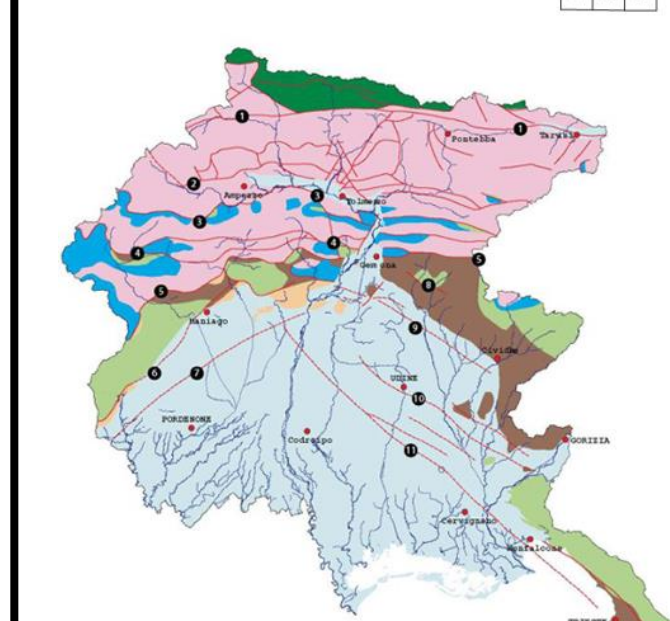 1
1
Pontebba
Tarvisio
2
Ampezzo
3
Tolmezzo
3
4
4
5
Gemona
5
8
Maniago
9
Cividale
6
7
UDINE
10
PORDENONE
Codroipo
GORIZIA
11
Cervignano
Monfalcone
TRIESTE